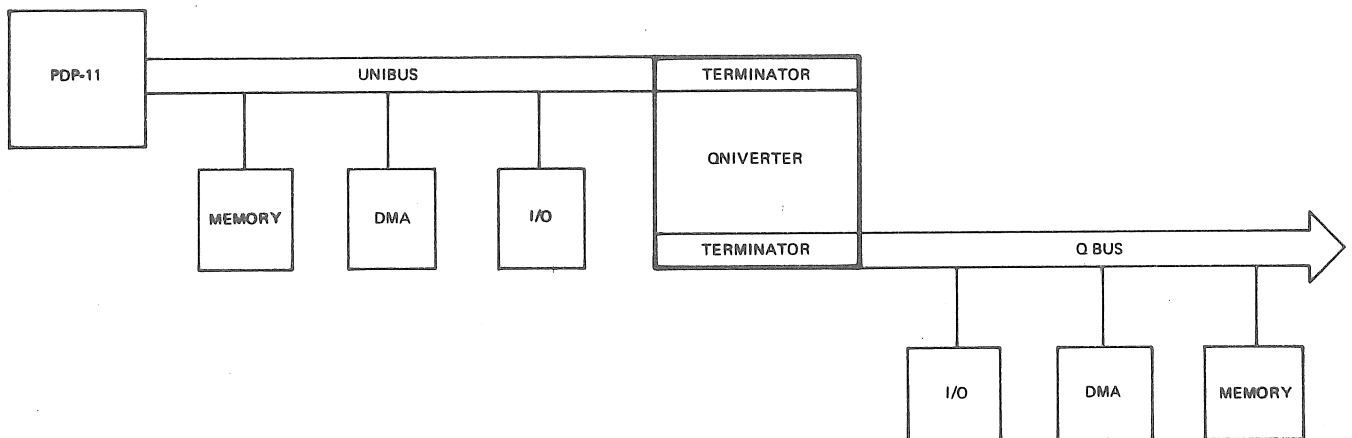 PDP-11
UNIBUS
TERMINATOR
QNIVERTER
MEMORY
DMA
I/O
TERMINATOR
Q BUS
I/O
DMA
MEMORY